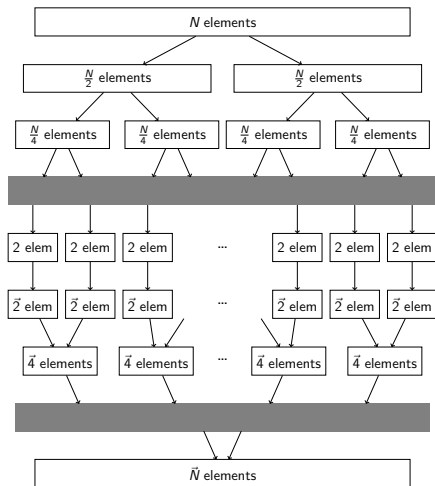 N elements
N/2 elements N/2 elements
N/4 elements N/4 elements N/4 elements N/4 elements
2 elem 2 elem 2 elem ... 2 elem 2 elem 2 elem
2⃗ elem 2⃗ elem 2⃗ elem ... 2⃗ elem 2⃗ elem 2⃗ elem
4⃗ elements 4⃗ elements ... 4⃗ elements 4⃗ elements
N⃗ elements